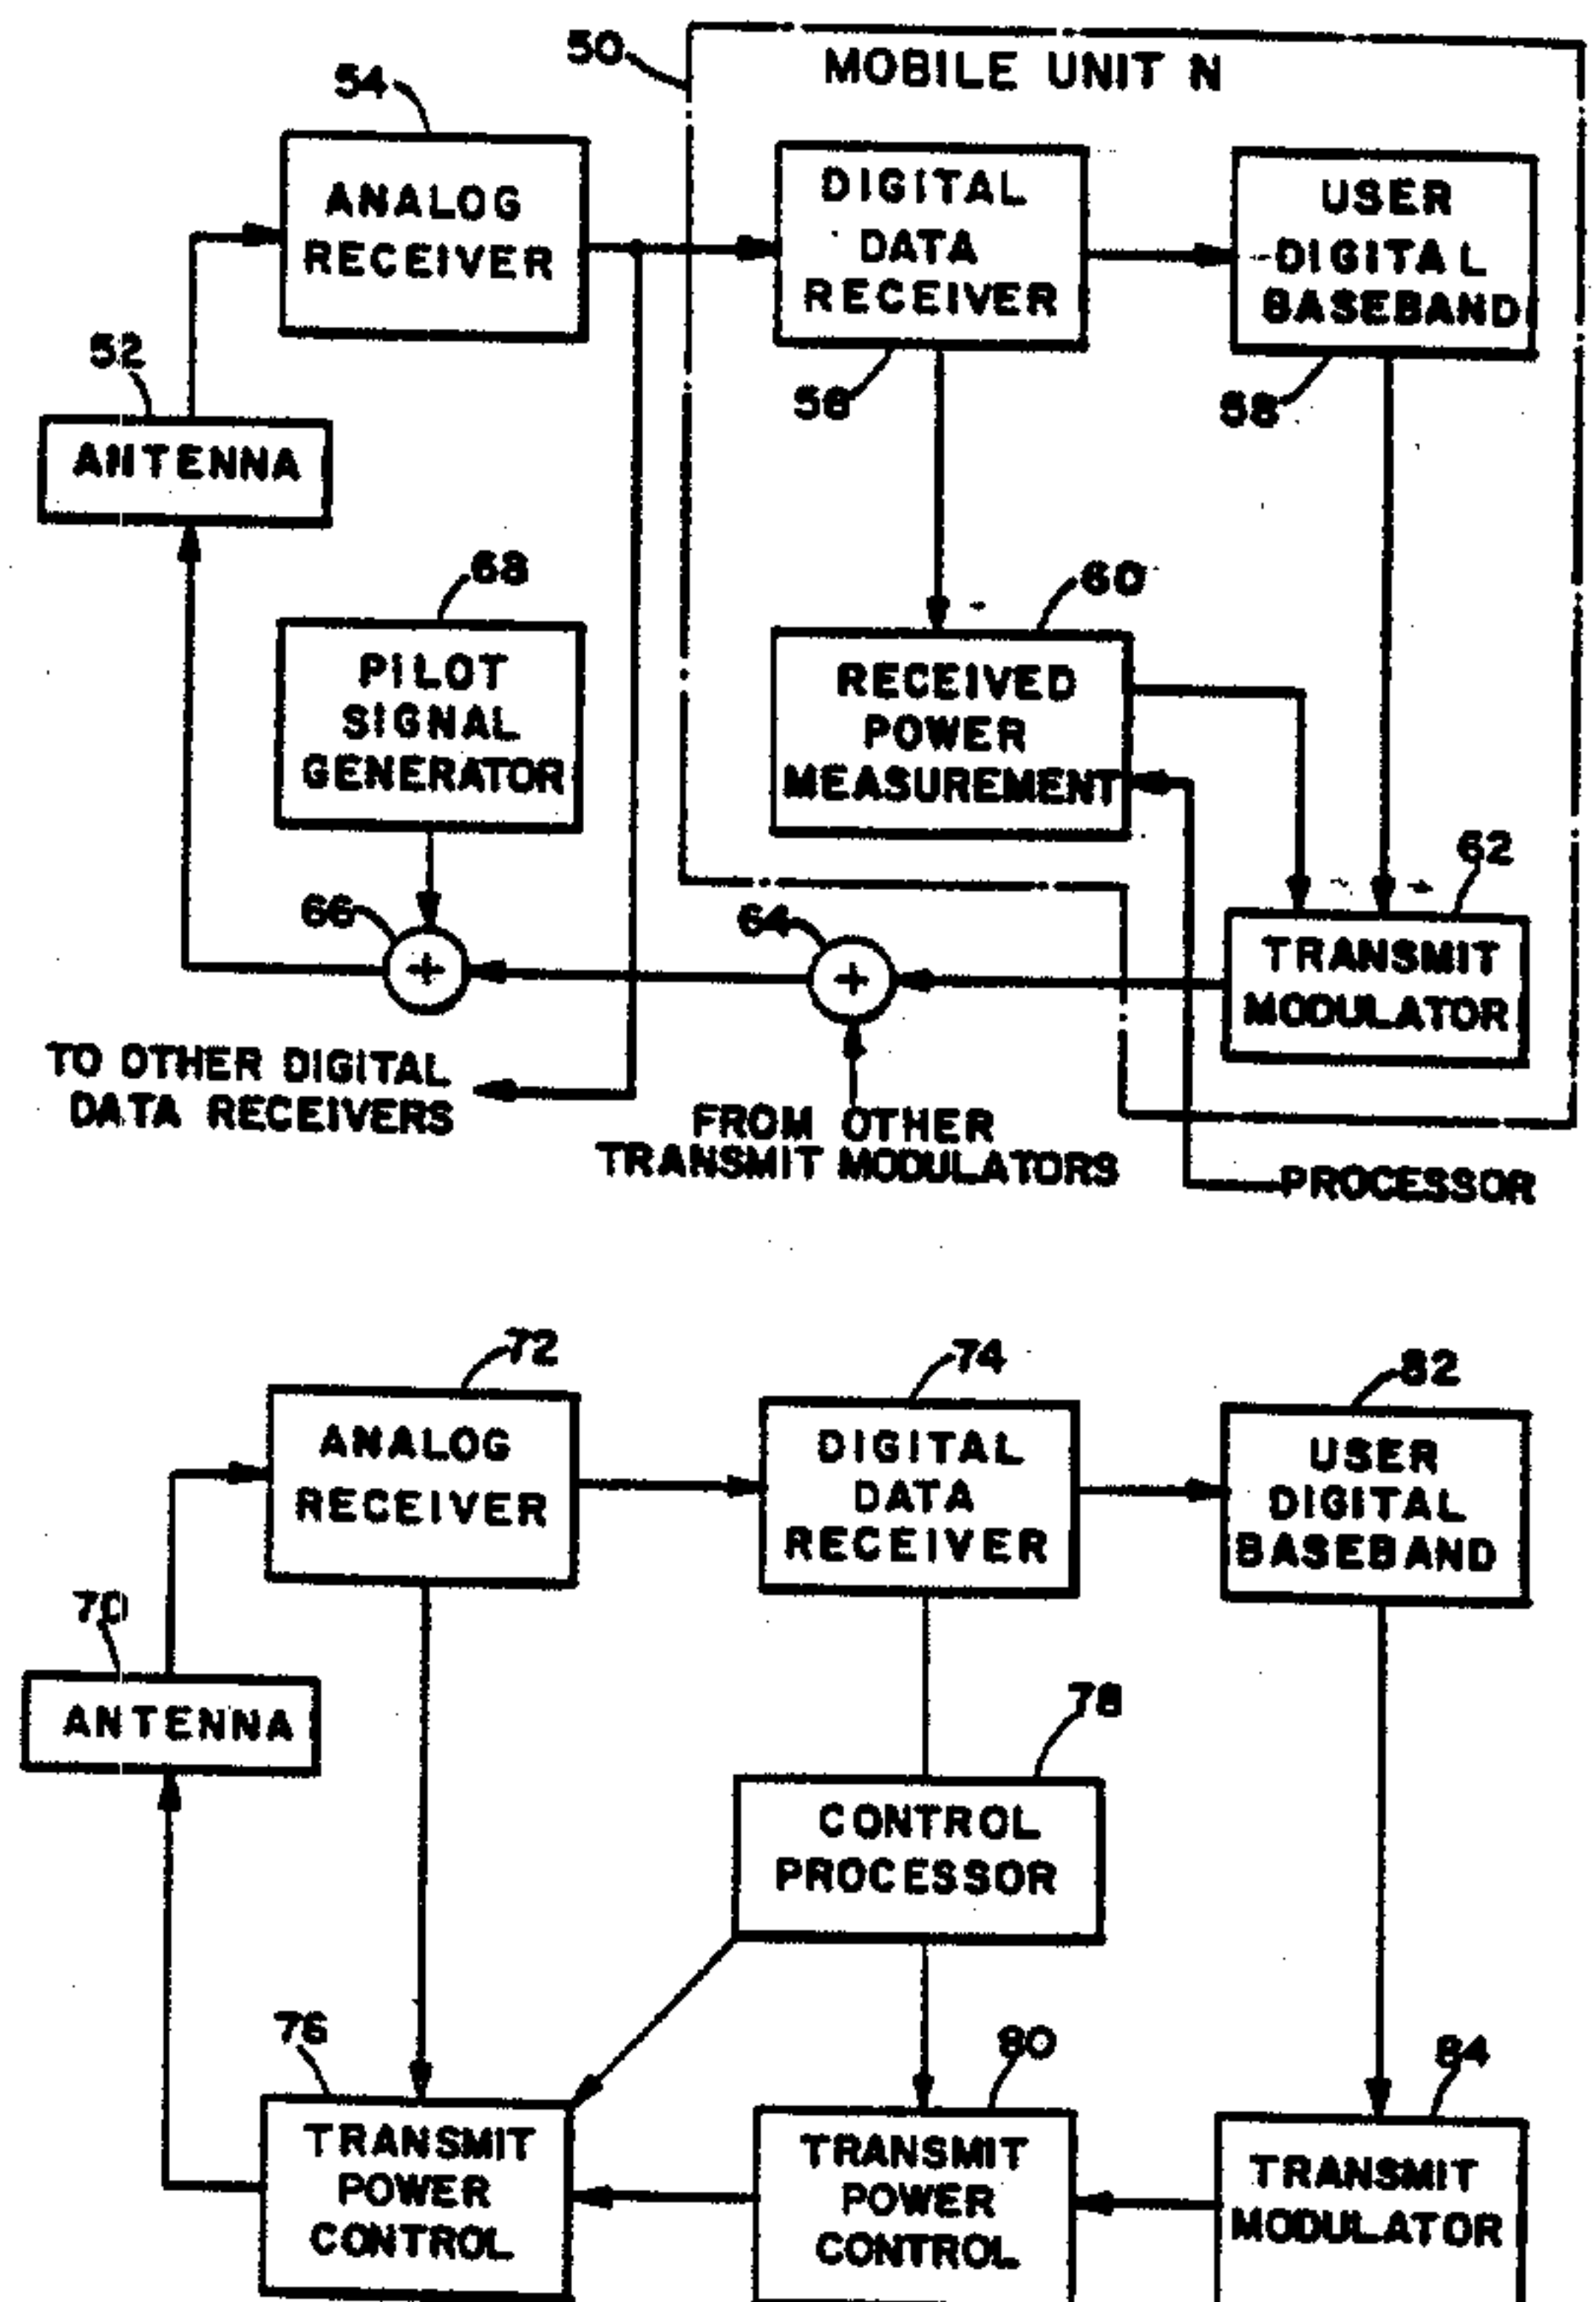 50
MOBILE UNIT N
54
ANALOG
RECEIVER
DIGITAL
DATA
RECEIVER
USER
DIGITAL
BASEBAND
52
56
58
ANTENNA
68
60
PILOT
SIGNAL
GENERATOR
RECEIVED
POWER
MEASUREMENT
62
66
+
64
+
TRANSMIT
MODULATOR
TO OTHER DIGITAL
DATA RECEIVERS
FROM OTHER
TRANSMIT MODULATORS
PROCESSOR
72
74
82
ANALOG
RECEIVER
DIGITAL
DATA
RECEIVER
USER
DIGITAL
BASEBAND
70
ANTENNA
78
CONTROL
PROCESSOR
76
80
84
TRANSMIT
POWER
CONTROL
TRANSMIT
POWER
CONTROL
TRANSMIT
MODULATOR